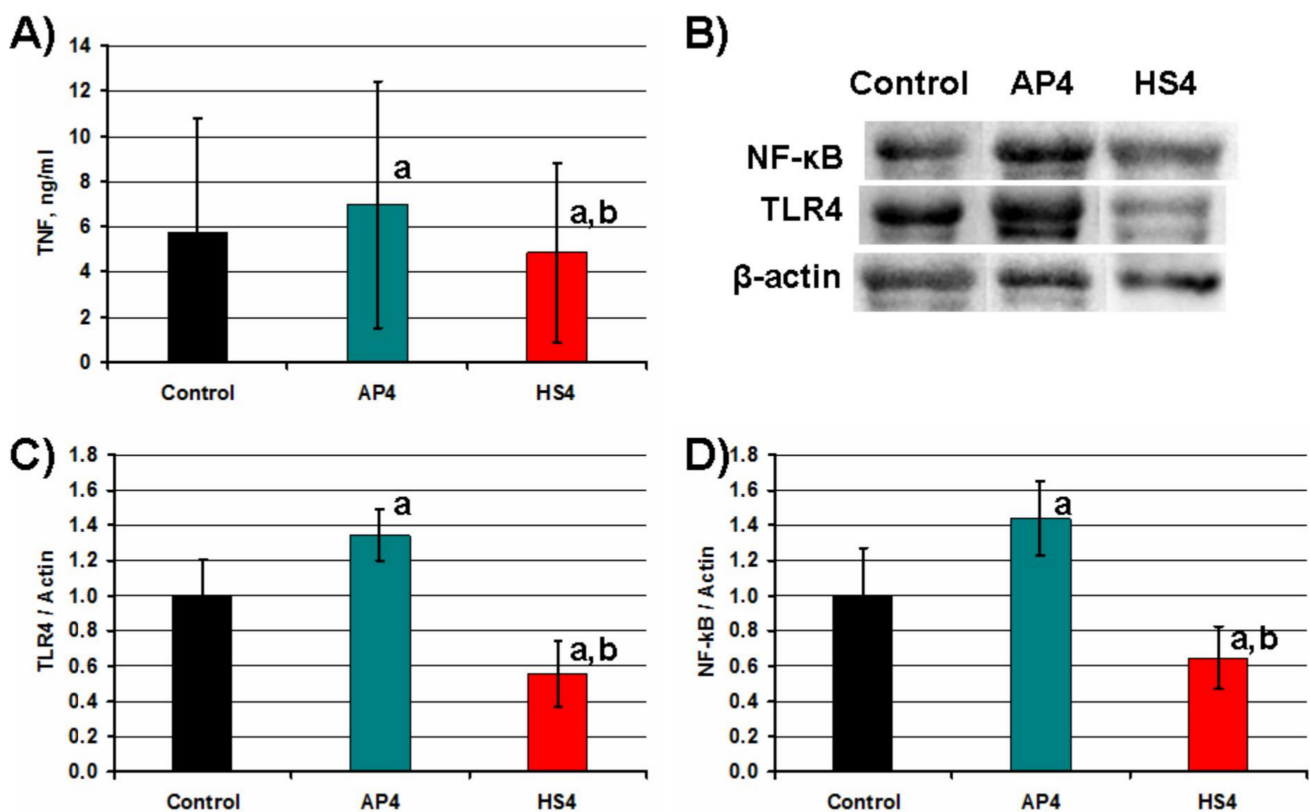 A)
14
12
10
8
6
4
2
0
TNF, ng/ml
a
a,b
Control AP4 HS4
B)
Control AP4 HS4
NF-κB
TLR4
β-actin
C)
1.8
1.6
1.4
1.2
1.0
0.8
0.6
0.4
0.2
0.0
TLR4 / Actin
a
a,b
Control AP4 HS4
D)
1.8
1.6
1.4
1.2
1.0
0.8
0.6
0.4
0.2
0.0
NF-kB / Actin
a
a,b
Control AP4 HS4